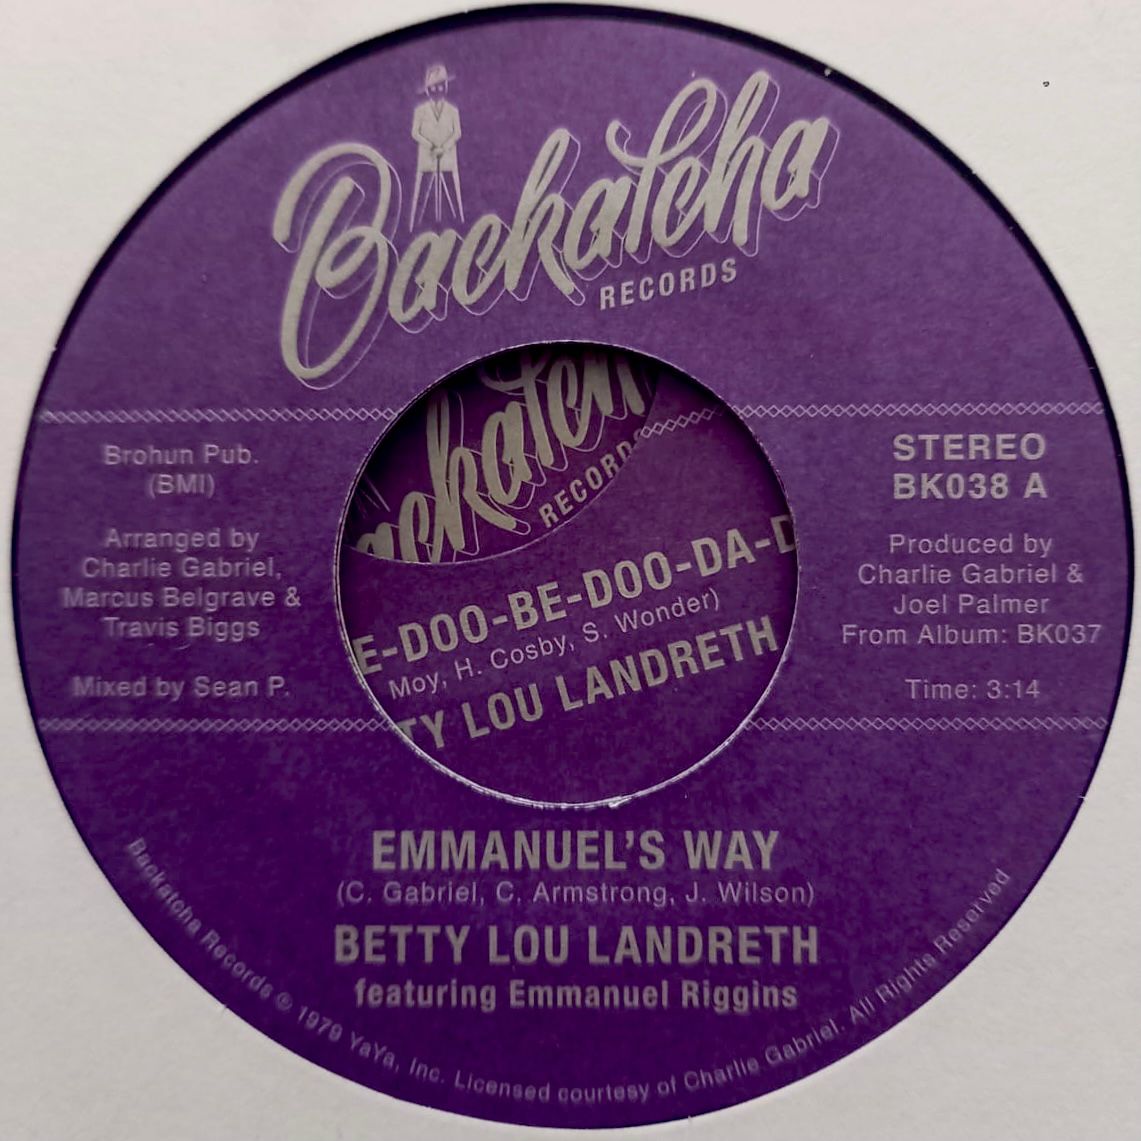 Backatcha
RECORDS
Brohun Pub.
(BMI)
Arranged by
Charlie Gabriel,
Marcus Belgrave &
Travis Biggs
Mixed by Sean P.
STEREO
BK038 A
Produced by
Charlie Gabriel &
Joel Palmer
From Album: BK037
Time: 3:14
ackatch
RECORDS
E-DOO-BE-DOO-DA-D
Moy, H. Cosby, S. Wonder)
TY LOU LANDRETH
EMMANUEL'S WAY
(C. Gabriel, C. Armstrong, J. Wilson)
BETTY LOU LANDRETH
featuring Emmanuel Riggins
Backatcha Records ℗ 1979 YaYa, Inc. Licensed courtesy of Charlie Gabriel. All Rights Reserved